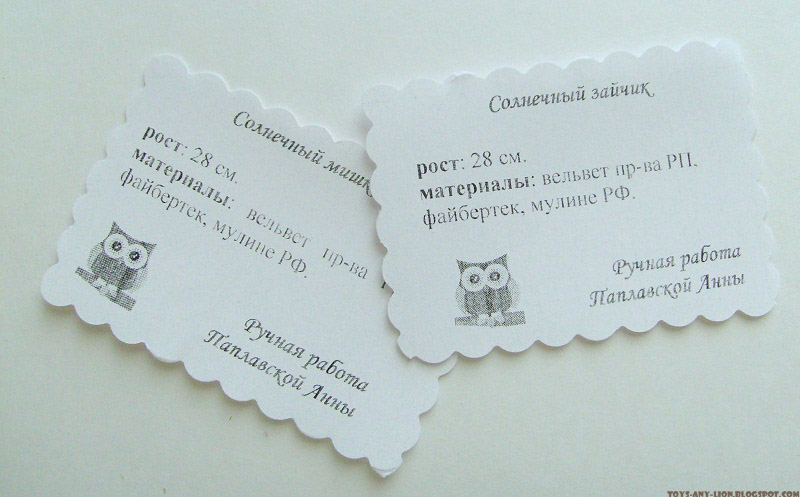 Солнечный
рост: 28 см.
материалы: вельвет пр-ва
файбертек, мулине РФ.
Ручная работа
Паплавской Анны
Солнечный зайчик
рост: 28 см.
материалы: вельвет пр-ва РП,
файбертек, мулине РФ.
Ручная работа
Паплавской Анны
TOYS-ANY-LION.BLOGSPOT.COM